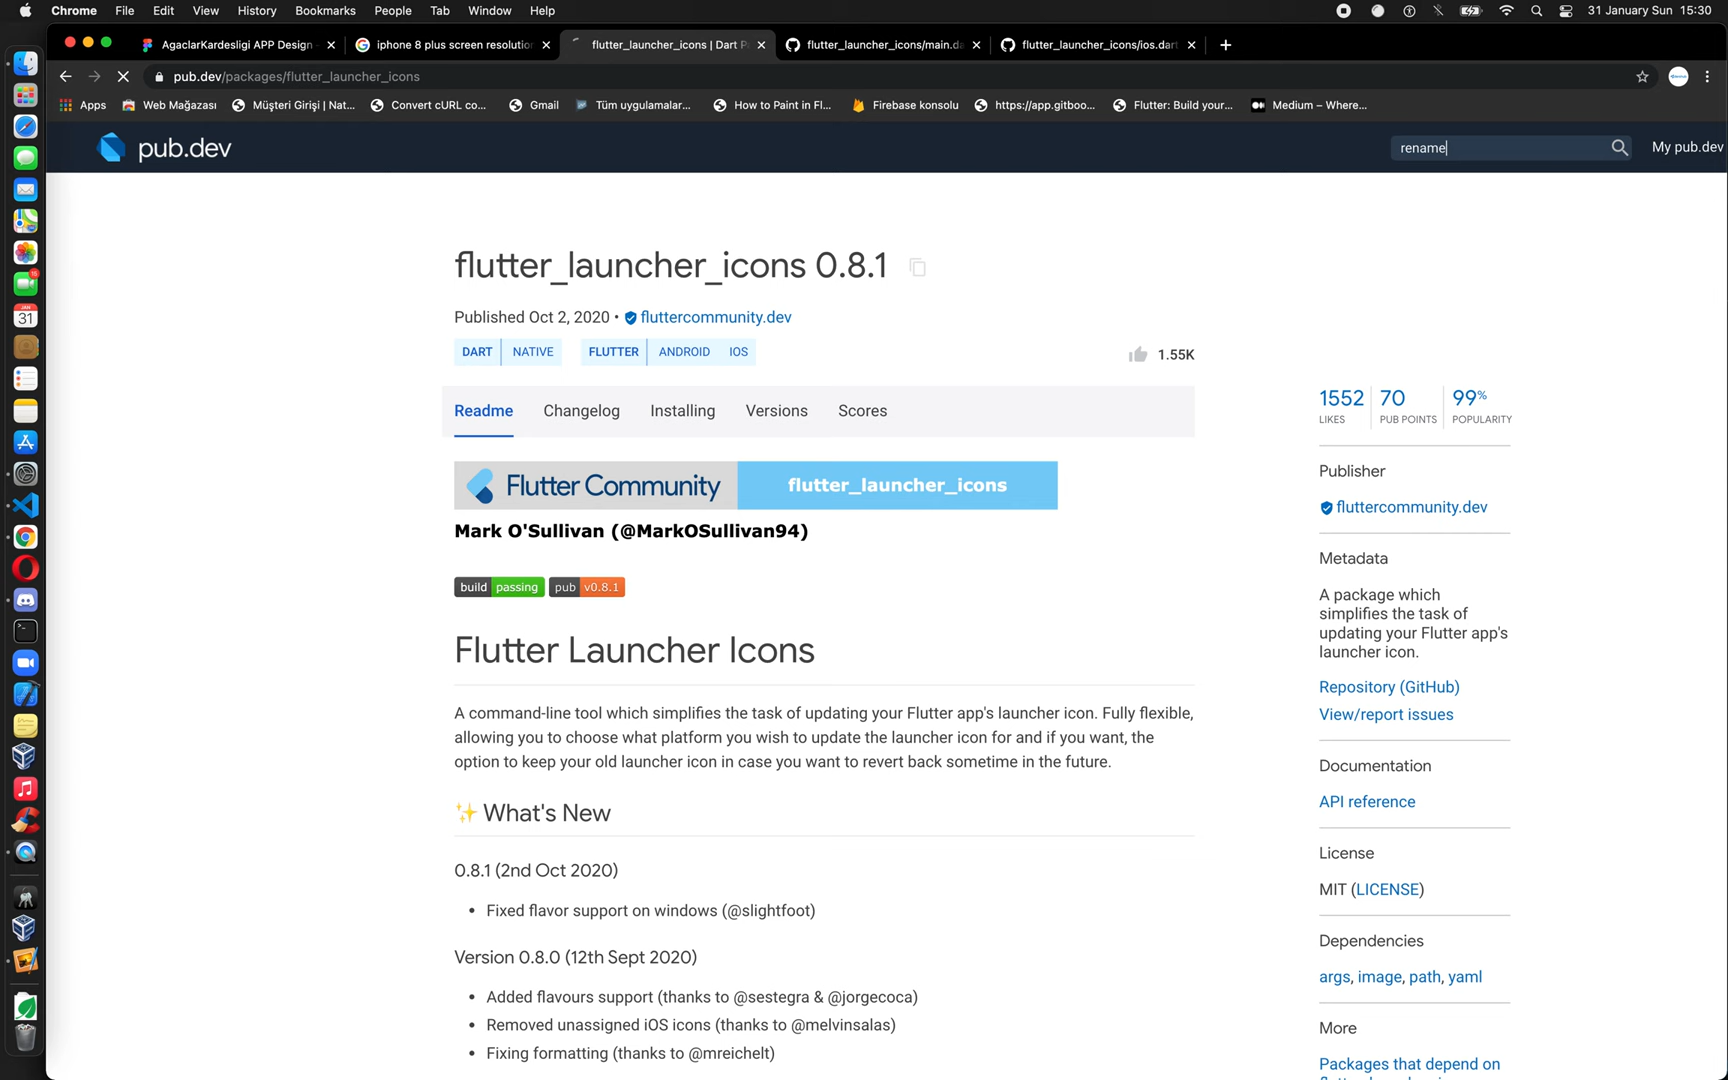 Chrome File Edit View History Bookmarks People Tab Window Help 31 January Sun 15:30
AgaclarKardesligi APP Design iphone 8 plus screen resolutio flutter_launcher_icons | Dart P flutter_launcher_icons/main.da flutter_launcher_icons/ios.dart
pub.dev/packages/flutter_launcher_icons
Apps Web Mağazası Müşteri Girişi | Nat... Convert cURL co... Gmail Tüm uygulamalar... How to Paint in Fl... Firebase konsolu https://app.gitboo... Flutter: Build your... Medium – Where...
pub.dev rename My pub.dev
flutter_launcher_icons 0.8.1
Published Oct 2, 2020 • fluttercommunity.dev
DART NATIVE FLUTTER ANDROID IOS 1.55K
Readme Changelog Installing Versions Scores
Flutter Community flutter_launcher_icons
Mark O'Sullivan (@MarkOSullivan94)
build passing pub v0.8.1
Flutter Launcher Icons
A command-line tool which simplifies the task of updating your Flutter app's launcher icon. Fully flexible,
allowing you to choose what platform you wish to update the launcher icon for and if you want, the
option to keep your old launcher icon in case you want to revert back sometime in the future.
✨ What's New
0.8.1 (2nd Oct 2020)
• Fixed flavor support on windows (@slightfoot)
Version 0.8.0 (12th Sept 2020)
• Added flavours support (thanks to @sestegra & @jorgecoca)
• Removed unassigned iOS icons (thanks to @melvinsalas)
• Fixing formatting (thanks to @mreichelt)
1552 70 99%
LIKES PUB POINTS POPULARITY
Publisher
fluttercommunity.dev
Metadata
A package which
simplifies the task of
updating your Flutter app's
launcher icon.
Repository (GitHub)
View/report issues
Documentation
API reference
License
MIT (LICENSE)
Dependencies
args, image, path, yaml
More
Packages that depend on